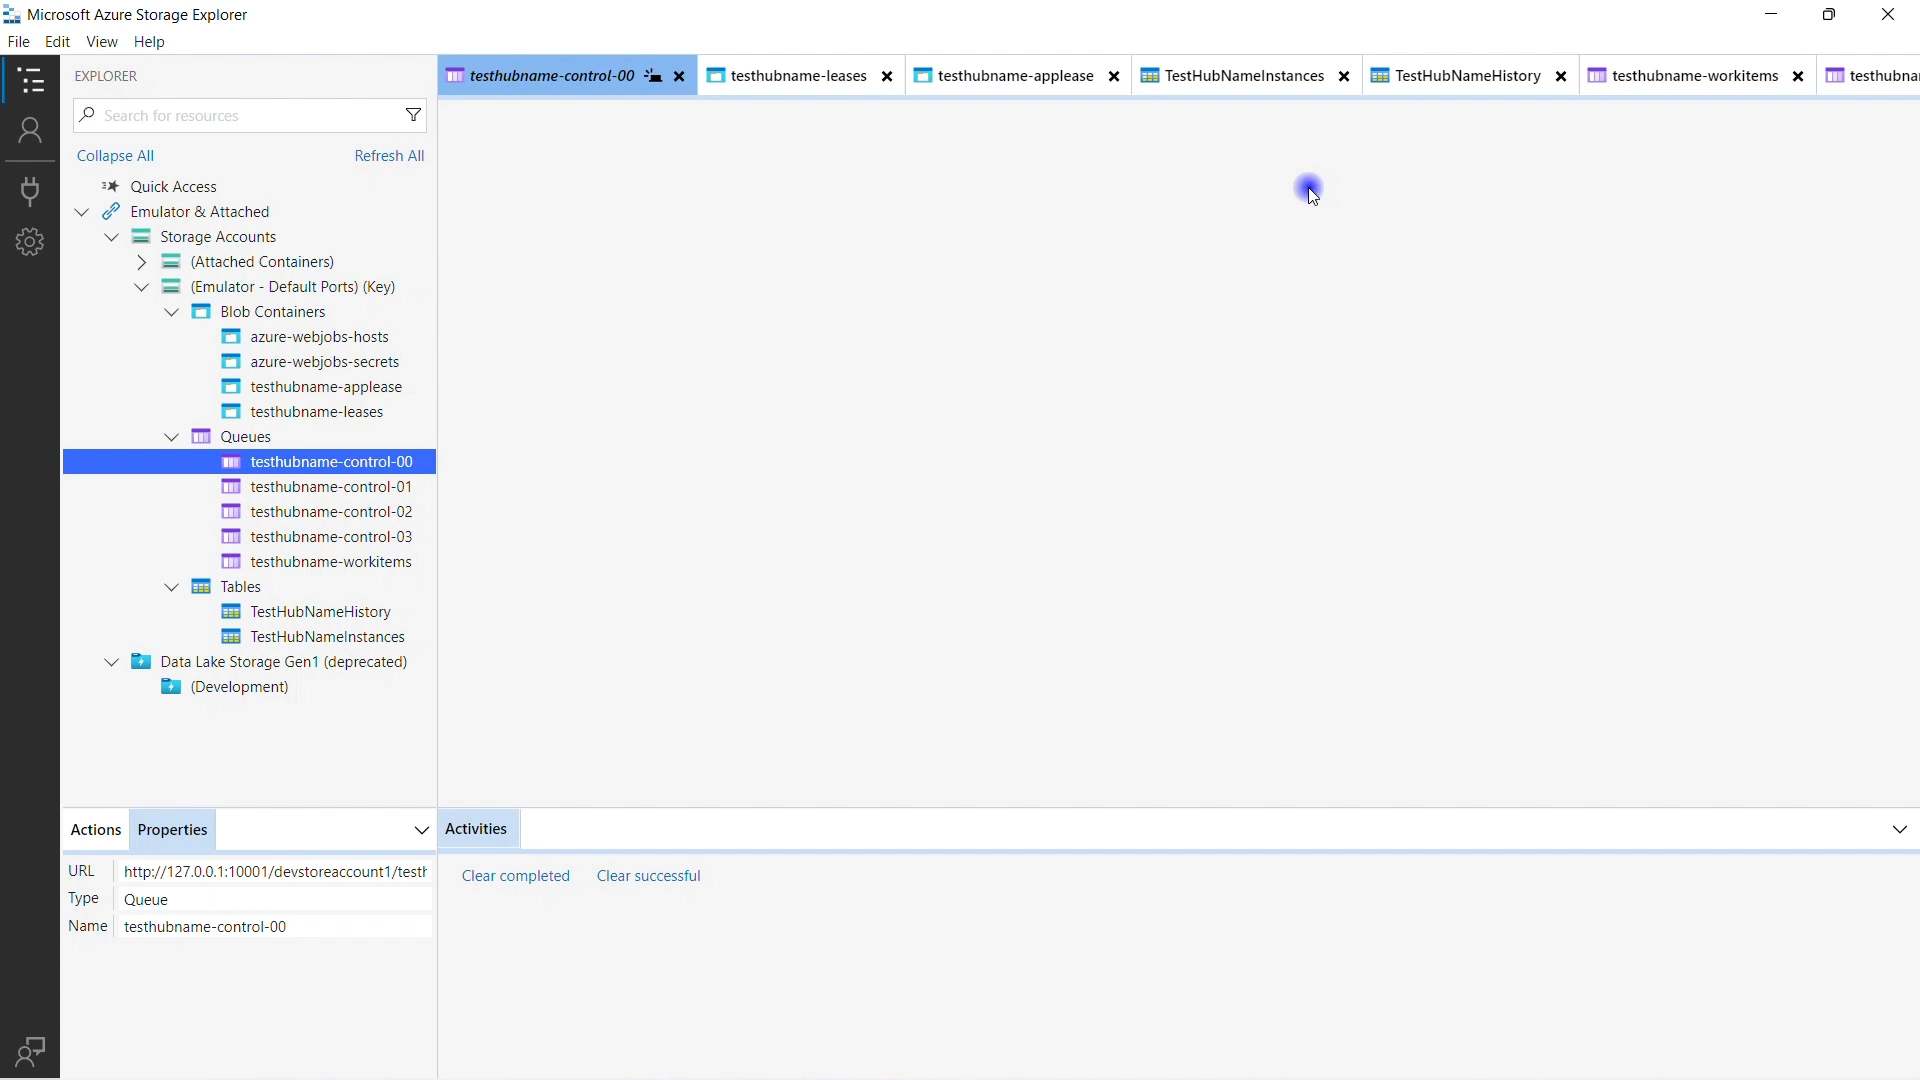 Microsoft Azure Storage Explorer
File Edit View Help
EXPLORER
Search for resources
Collapse All Refresh All
Quick Access
Emulator & Attached
Storage Accounts
(Attached Containers)
(Emulator - Default Ports) (Key)
Blob Containers
azure-webjobs-hosts
azure-webjobs-secrets
testhubname-applease
testhubname-leases
Queues
testhubname-control-00
testhubname-control-01
testhubname-control-02
testhubname-control-03
testhubname-workitems
Tables
TestHubNameHistory
TestHubNameInstances
Data Lake Storage Gen1 (deprecated)
(Development)
testhubname-control-00 testhubname-leases testhubname-applease TestHubNameInstances TestHubNameHistory testhubname-workitems testhubna
Actions Properties
URL http://127.0.0.1:10001/devstoreaccount1/testh
Type Queue
Name testhubname-control-00
Activities
Clear completed Clear successful